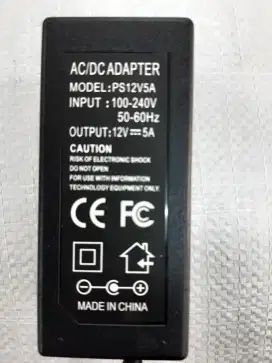 AC/DC ADAPTER
MODEL:PS12V5A
INPUT : 100-240V
50-60Hz
OUTPUT:12V⎓5A
CAUTION
RISK OF ELECTRONIC SHOCK
DO NOT OPEN
FOR USE WITH INFORMATION
TECHNOLOGY EQUIPMENT ONLY.
CE FC
MADE IN CHINA